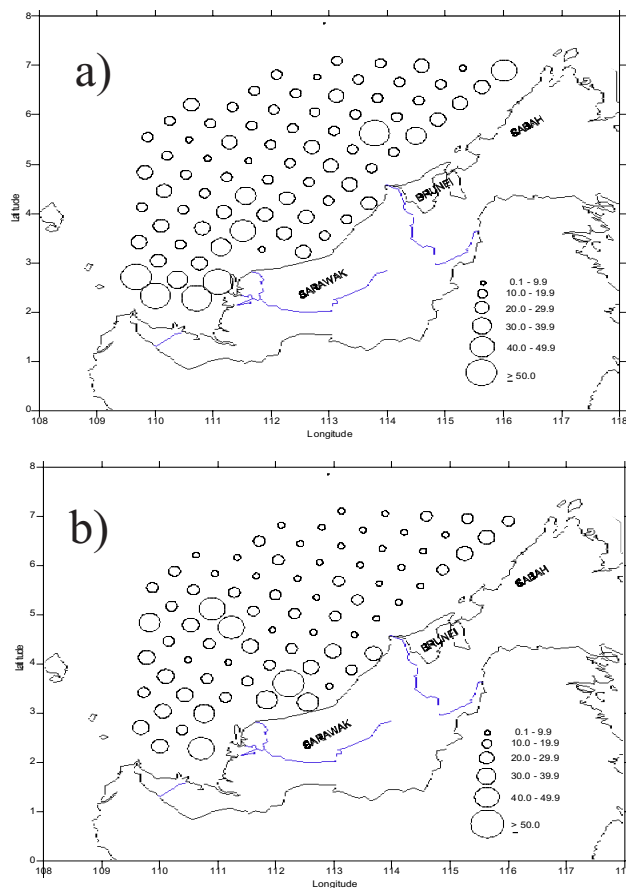 a)
8
7
6
5
4
3
2
1
0
Latitude
SABAH
BRUNEI
SARAWAK
0.1 - 9.9
10.0 - 19.9
20.0 - 29.9
30.0 - 39.9
40.0 - 49.9
≥ 50.0
108 109 110 111 112 113 114 115 116 117 118
Longitude
b)
8
7
6
5
4
3
2
1
0
Latitude
SABAH
BRUNEI
SARAWAK
0.1 - 9.9
10.0 - 19.9
20.0 - 29.9
30.0 - 39.9
40.0 - 49.9
≥ 50.0
108 109 110 111 112 113 114 115 116 11
Longitude